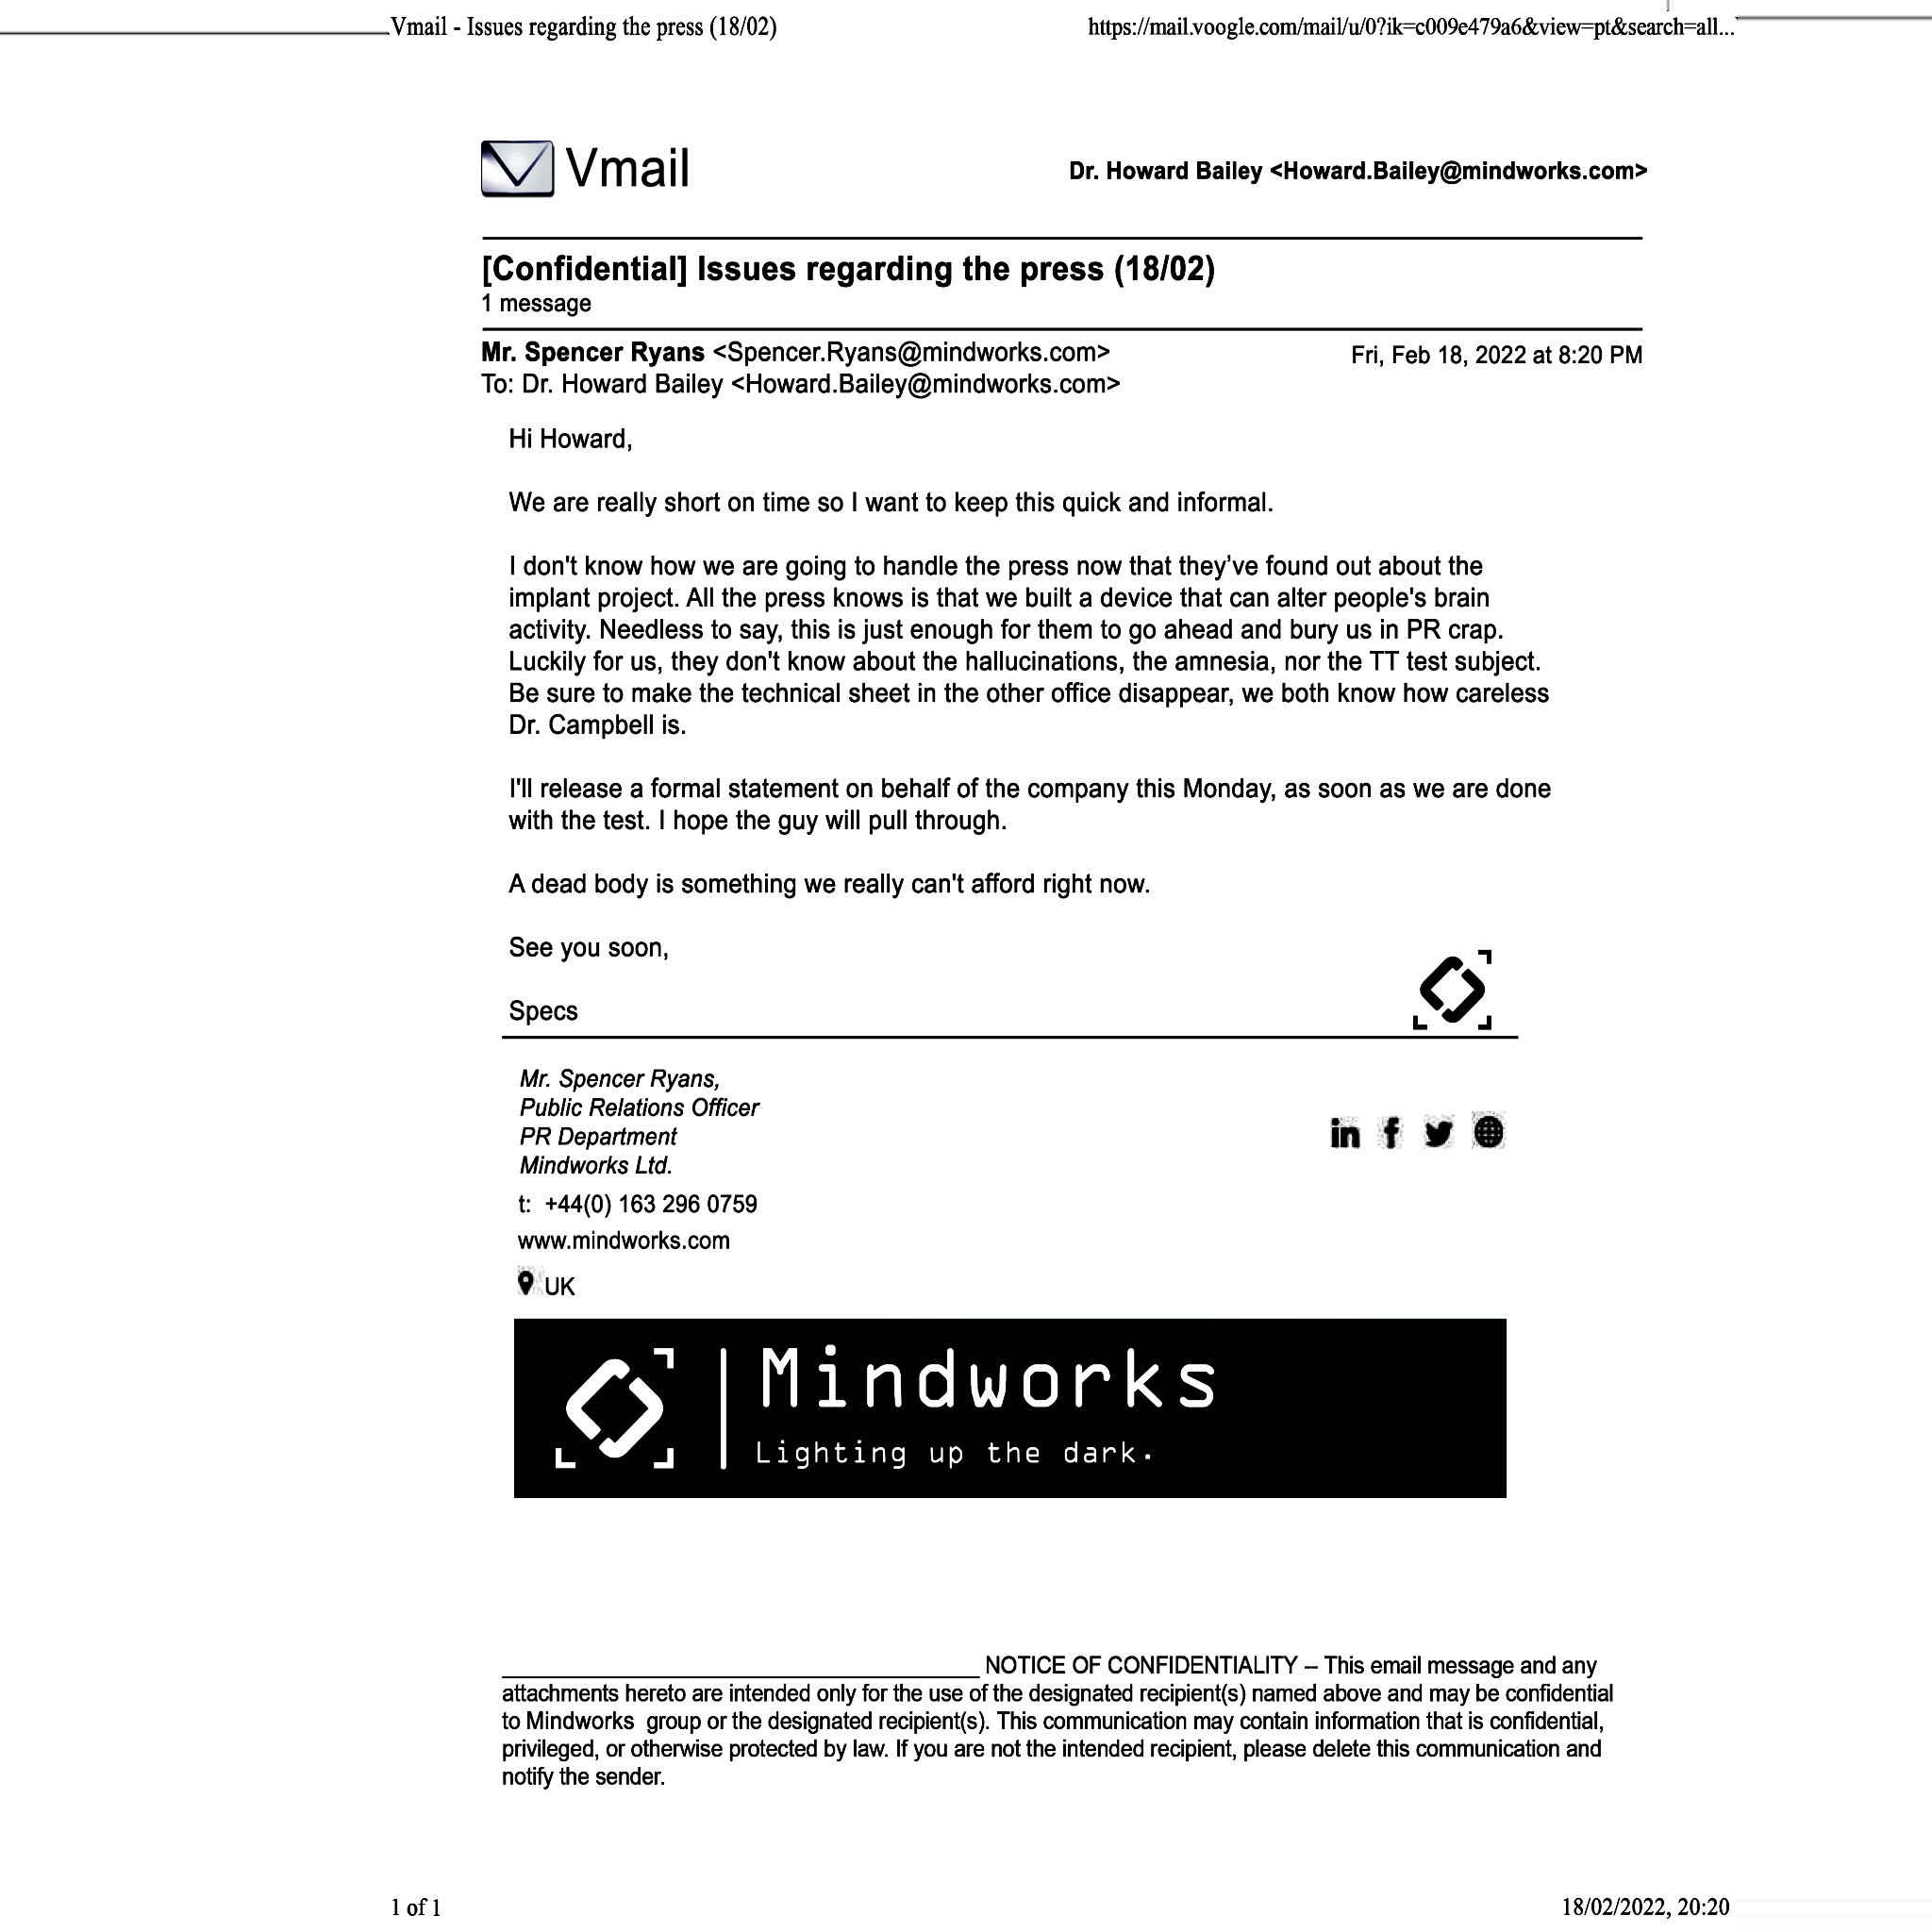 Vmail - Issues regarding the press (18/02)
https://mail.voogle.com/mail/u/0?ik=c009e479a6&view=pt&search=all...
Vmail
Dr. Howard Bailey <Howard.Bailey@mindworks.com>
[Confidential] Issues regarding the press (18/02)
1 message
Mr. Spencer Ryans <Spencer.Ryans@mindworks.com>
Fri, Feb 18, 2022 at 8:20 PM
To: Dr. Howard Bailey <Howard.Bailey@mindworks.com>
Hi Howard,
We are really short on time so I want to keep this quick and informal.
I don't know how we are going to handle the press now that they’ve found out about the
implant project. All the press knows is that we built a device that can alter people's brain
activity. Needless to say, this is just enough for them to go ahead and bury us in PR crap.
Luckily for us, they don't know about the hallucinations, the amnesia, nor the TT test subject.
Be sure to make the technical sheet in the other office disappear, we both know how careless
Dr. Campbell is.
I'll release a formal statement on behalf of the company this Monday, as soon as we are done
with the test. I hope the guy will pull through.
A dead body is something we really can't afford right now.
See you soon,
Specs
Mr. Spencer Ryans,
Public Relations Officer
PR Department
Mindworks Ltd.
in f
t: +44(0) 163 296 0759
www.mindworks.com
UK
Mindworks
Lighting up the dark.
NOTICE OF CONFIDENTIALITY – This email message and any
attachments hereto are intended only for the use of the designated recipient(s) named above and may be confidential
to Mindworks group or the designated recipient(s). This communication may contain information that is confidential,
privileged, or otherwise protected by law. If you are not the intended recipient, please delete this communication and
notify the sender.
1 of 1
18/02/2022, 20:20